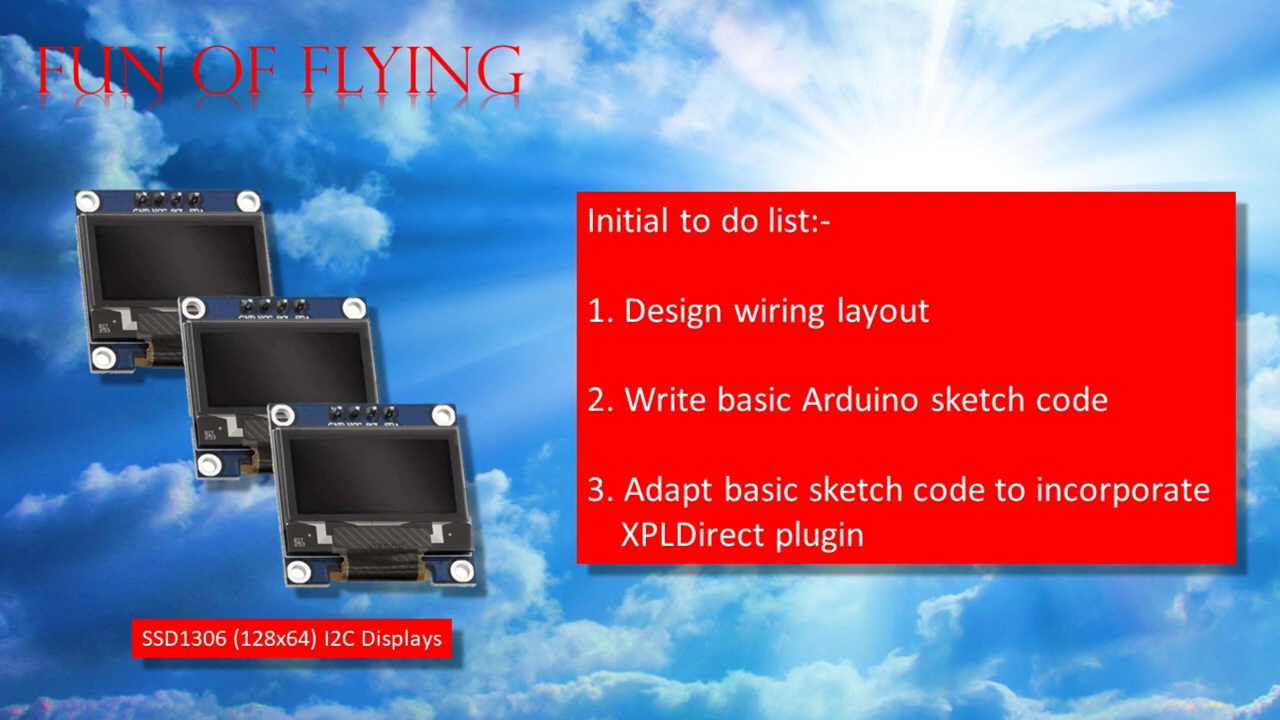 FUN OF FLYING
Initial to do list:-
1. Design wiring layout
2. Write basic Arduino sketch code
3. Adapt basic sketch code to incorporate
XPLDirect plugin
SSD1306 (128x64) I2C Displays